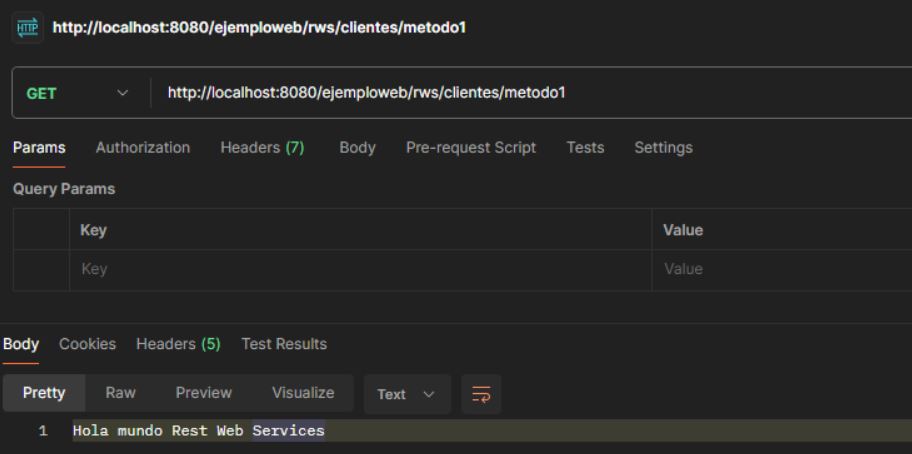 HTTP http://localhost:8080/ejemploweb/rws/clientes/metodo1
GET http://localhost:8080/ejemploweb/rws/clientes/metodo1
Params Authorization Headers (7) Body Pre-request Script Tests Settings
Query Params
Key Value
Key Value
Body Cookies Headers (5) Test Results
Pretty Raw Preview Visualize Text
1 Hola mundo Rest Web Services